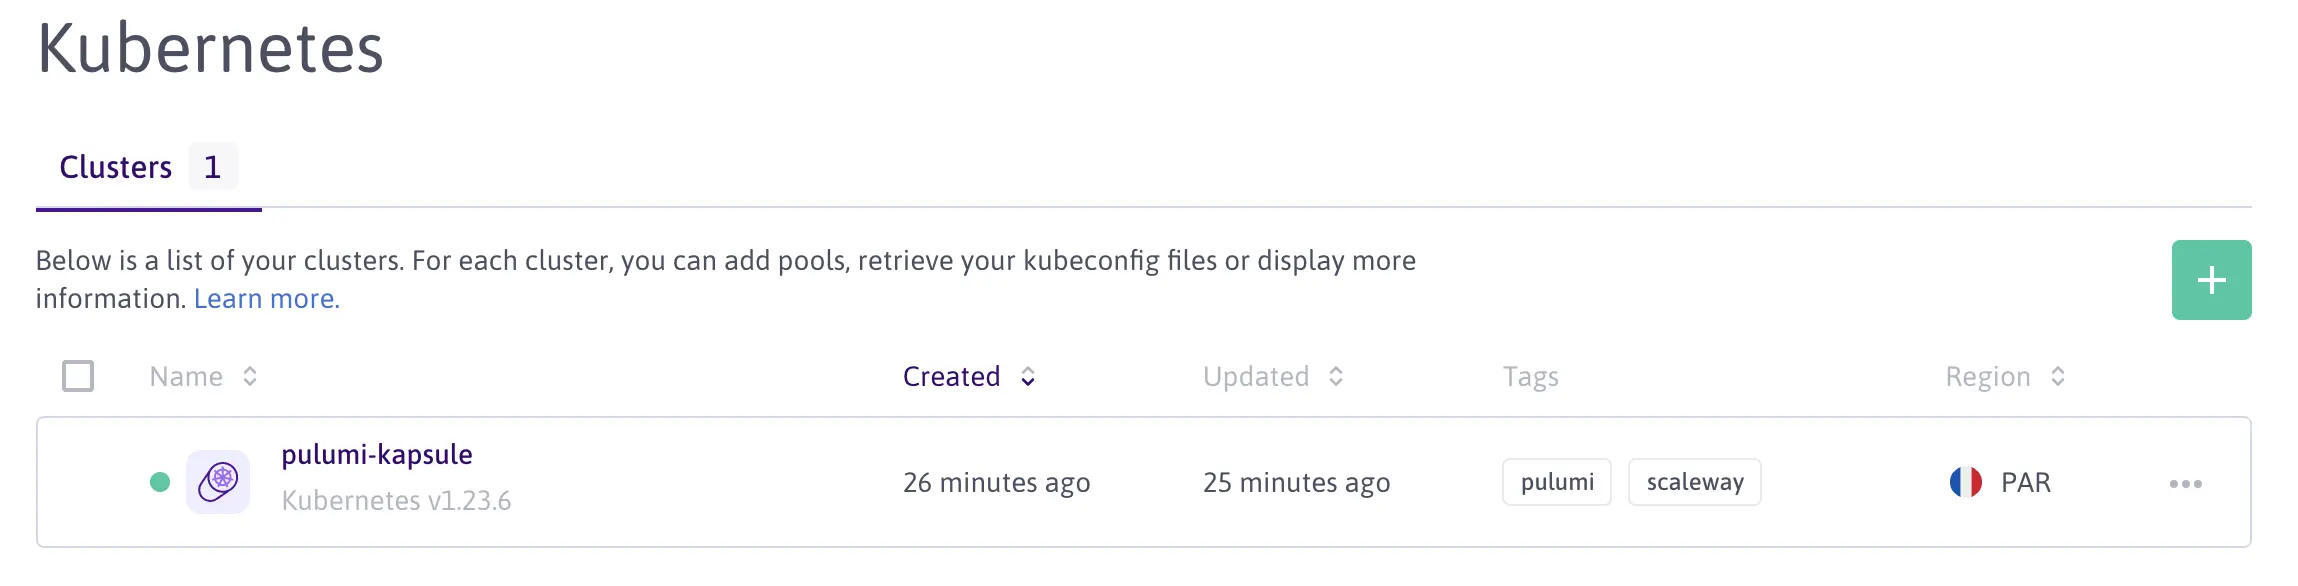 Kubernetes
Clusters 1
Below is a list of your clusters. For each cluster, you can add pools, retrieve your kubeconfig files or display more
information. Learn more.
Name Created Updated Tags Region
pulumi-kapsule
Kubernetes v1.23.6
26 minutes ago 25 minutes ago pulumi scaleway PAR